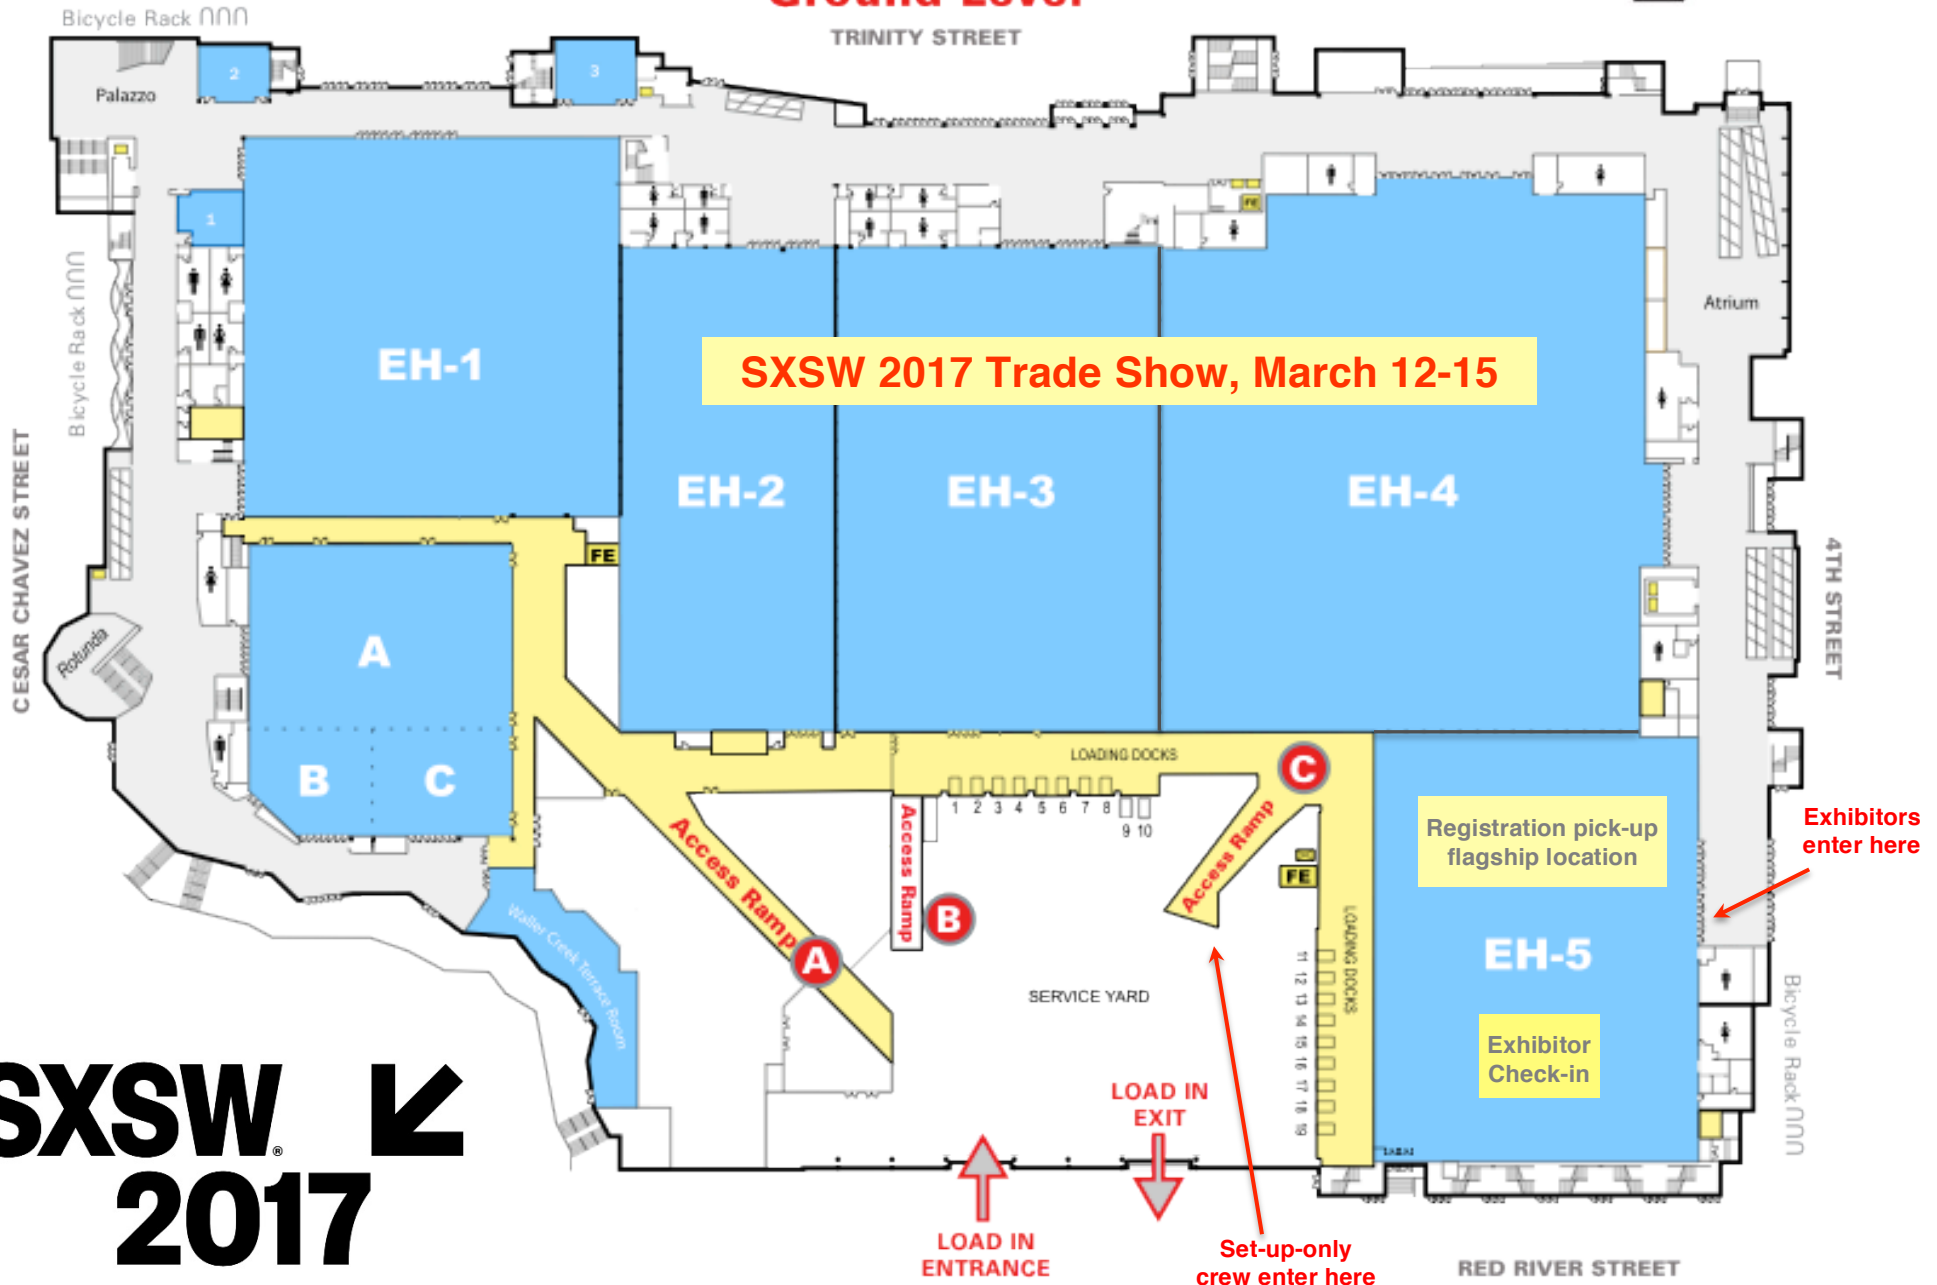 Ground Level
TRINITY STREET
Bicycle Rack
Palazzo
2
3
1
Bicycle Rack
CESAR CHAVEZ STREET
EH-1
SXSW 2017 Trade Show, March 12-15
EH-2
EH-3
EH-4
FE
Atrium
4TH STREET
FE
A
B
C
Rotunda
LOADING DOCKS
C
1 2 3 4 5 6 7 8
9 10
Access Ramp
A
Access Ramp
B
Access Ramp
FE
LOADING DOCKS
11 12 13 14 15 16 17 18 19
SERVICE YARD
Waller Creek Terrace Room
Registration pick-up
flagship location
Exhibitors
enter here
EH-5
Exhibitor
Check-in
Bicycle Rack
LOAD IN
EXIT
LOAD IN
ENTRANCE
Set-up-only
crew enter here
RED RIVER STREET
SXSW®
2017